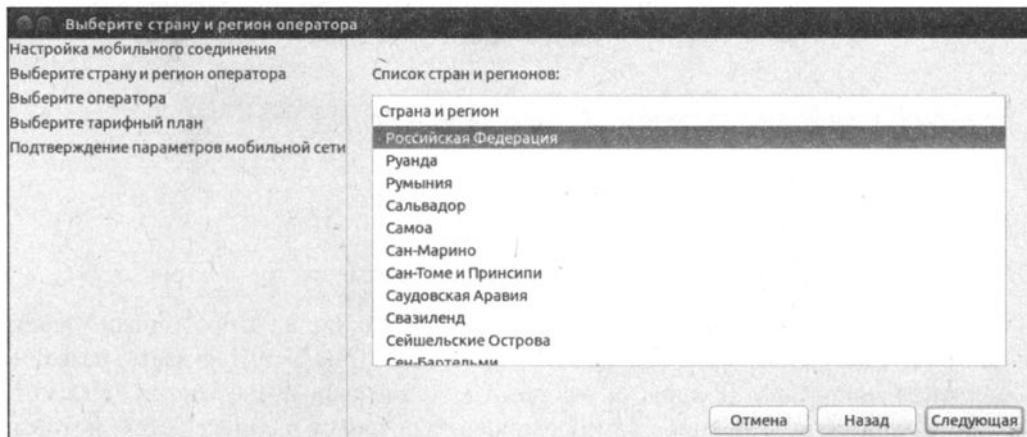 Выберите страну и регион оператора
Настройка мобильного соединения
Выберите страну и регион оператора
Выберите оператора
Выберите тарифный план
Подтверждение параметров мобильной сети
Список стран и регионов:
Страна и регион
Российская Федерация
Руанда
Румыния
Сальвадор
Самоа
Сан-Марино
Сан-Томе и Принсипи
Саудовская Аравия
Свазиленд
Сейшельские Острова
Сен-Бартельми
Отмена Назад Следующая